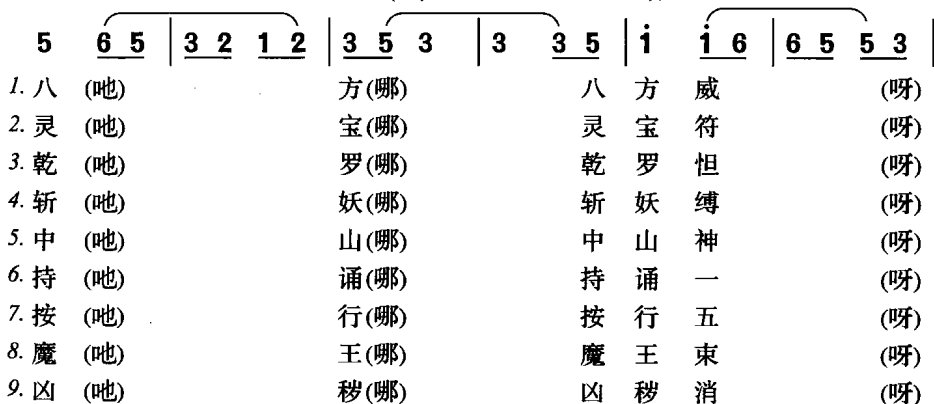 5 6 5 | 3 2 1 2 | 3 5 3 | 3 3 5 | i i 6 | 6 5 5 3 |
1. 八 (吔) 方(哪) 八 方 威 (呀)
2. 灵 (吔) 宝(哪) 灵 宝 符 (呀)
3. 乾 (吔) 罗(哪) 乾 罗 怛 (呀)
4. 斩 (吔) 妖(哪) 斩 妖 缚 (呀)
5. 中 (吔) 山(哪) 中 山 神 (呀)
6. 持 (吔) 诵(哪) 持 诵 一 (呀)
7. 按 (吔) 行(哪) 按 行 五 (呀)
8. 魔 (吔) 王(哪) 魔 王 束 (呀)
9. 凶 (吔) 秽(哪) 凶 秽 消 (呀)